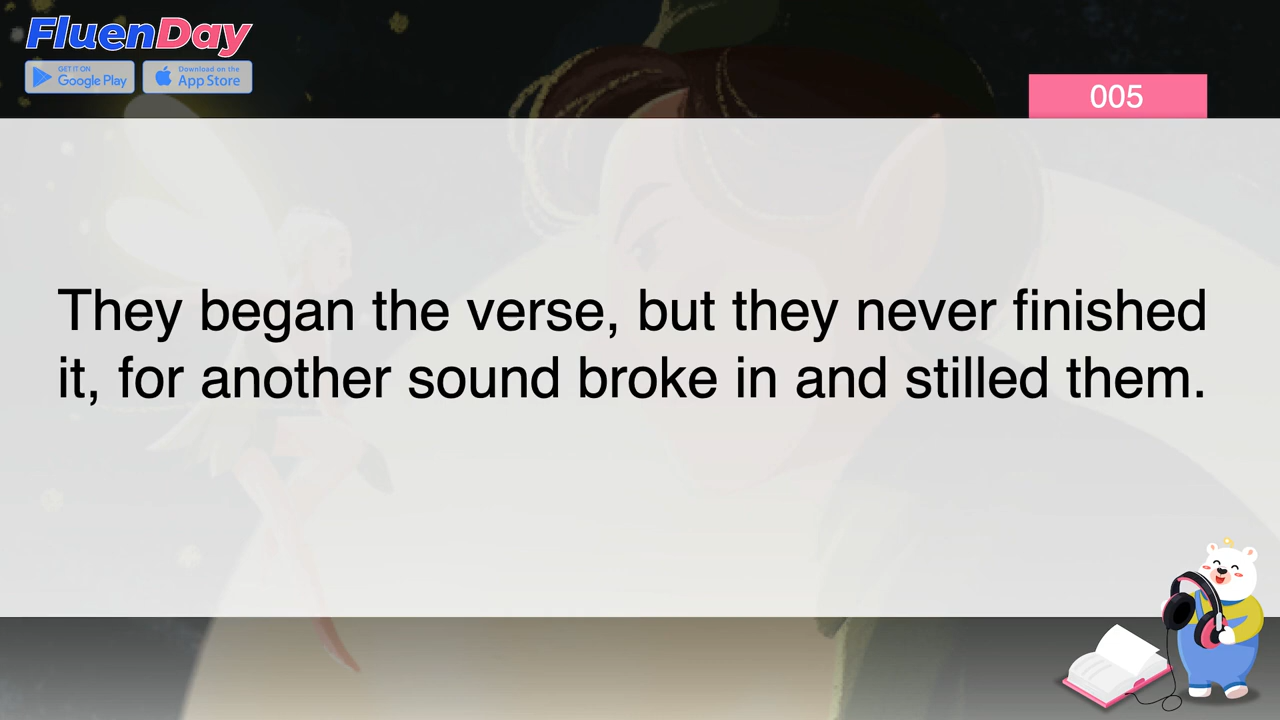 FluenDay
GET IT ON
Google Play
Download on the
App Store
005
They began the verse, but they never finished
it, for another sound broke in and stilled them.